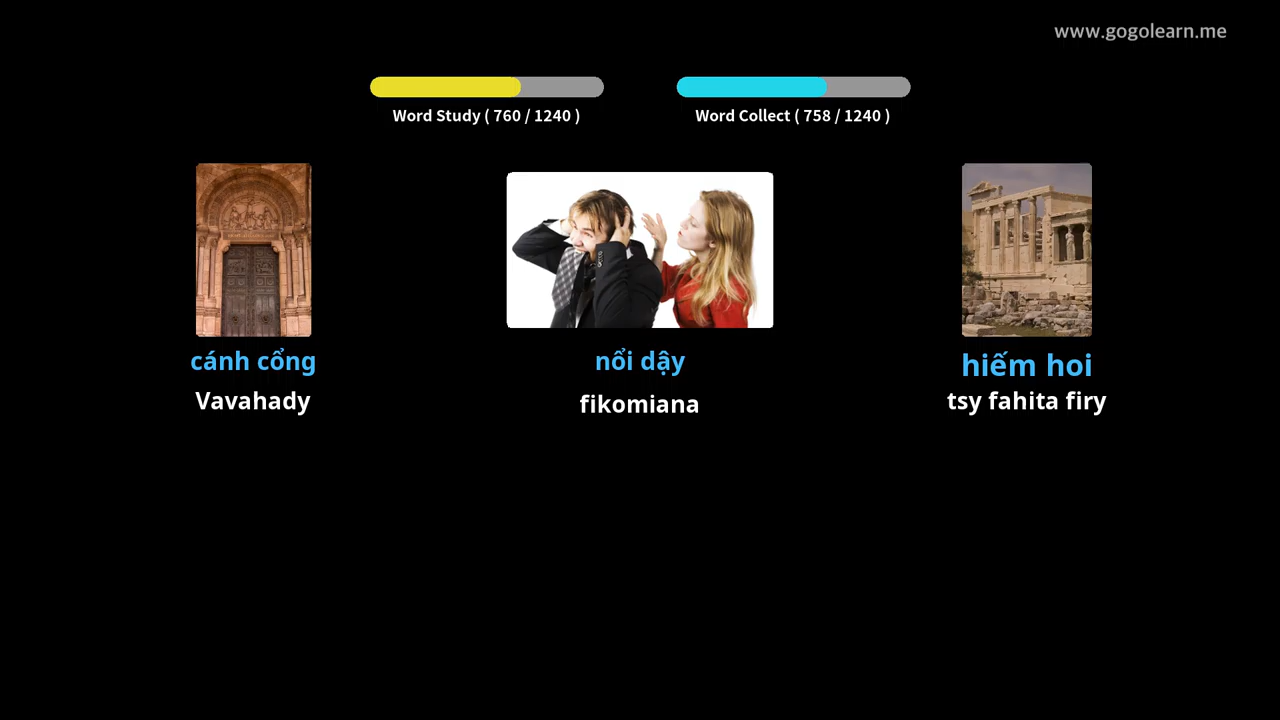 www.gogolearn.me
Word Study ( 760 / 1240 )
Word Collect ( 758 / 1240 )
cánh cổng
Vavahady
nổi dậy
fikomiana
hiếm hoi
tsy fahita firy